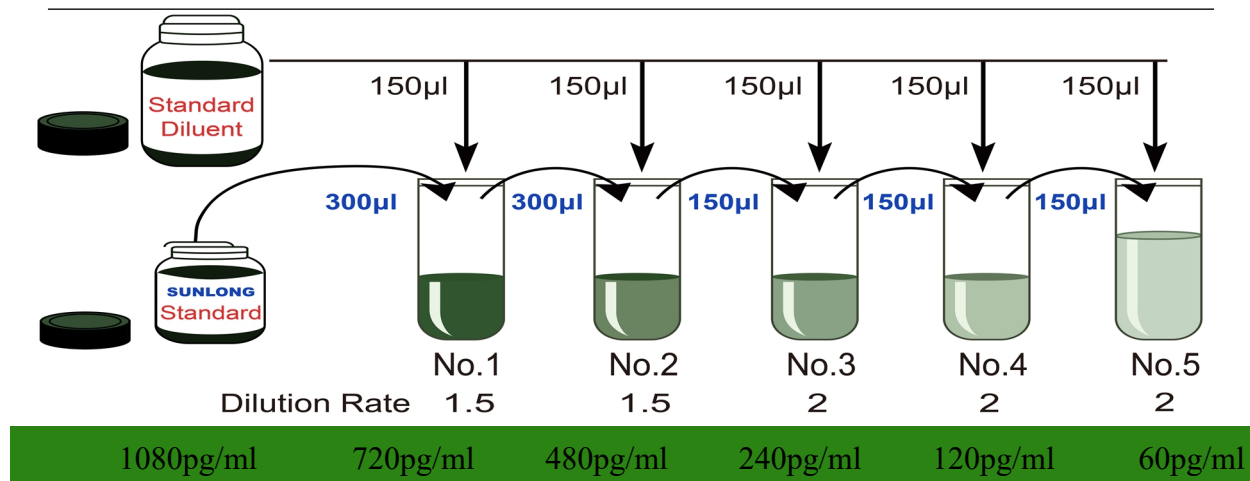 150µl 150µl 150µl 150µl 150µl
Standard
Diluent
300µl 300µl 150µl 150µl 150µl
SUNLONG
Standard
No.1 No.2 No.3 No.4 No.5
Dilution Rate 1.5 1.5 2 2 2
1080pg/ml 720pg/ml 480pg/ml 240pg/ml 120pg/ml 60pg/ml